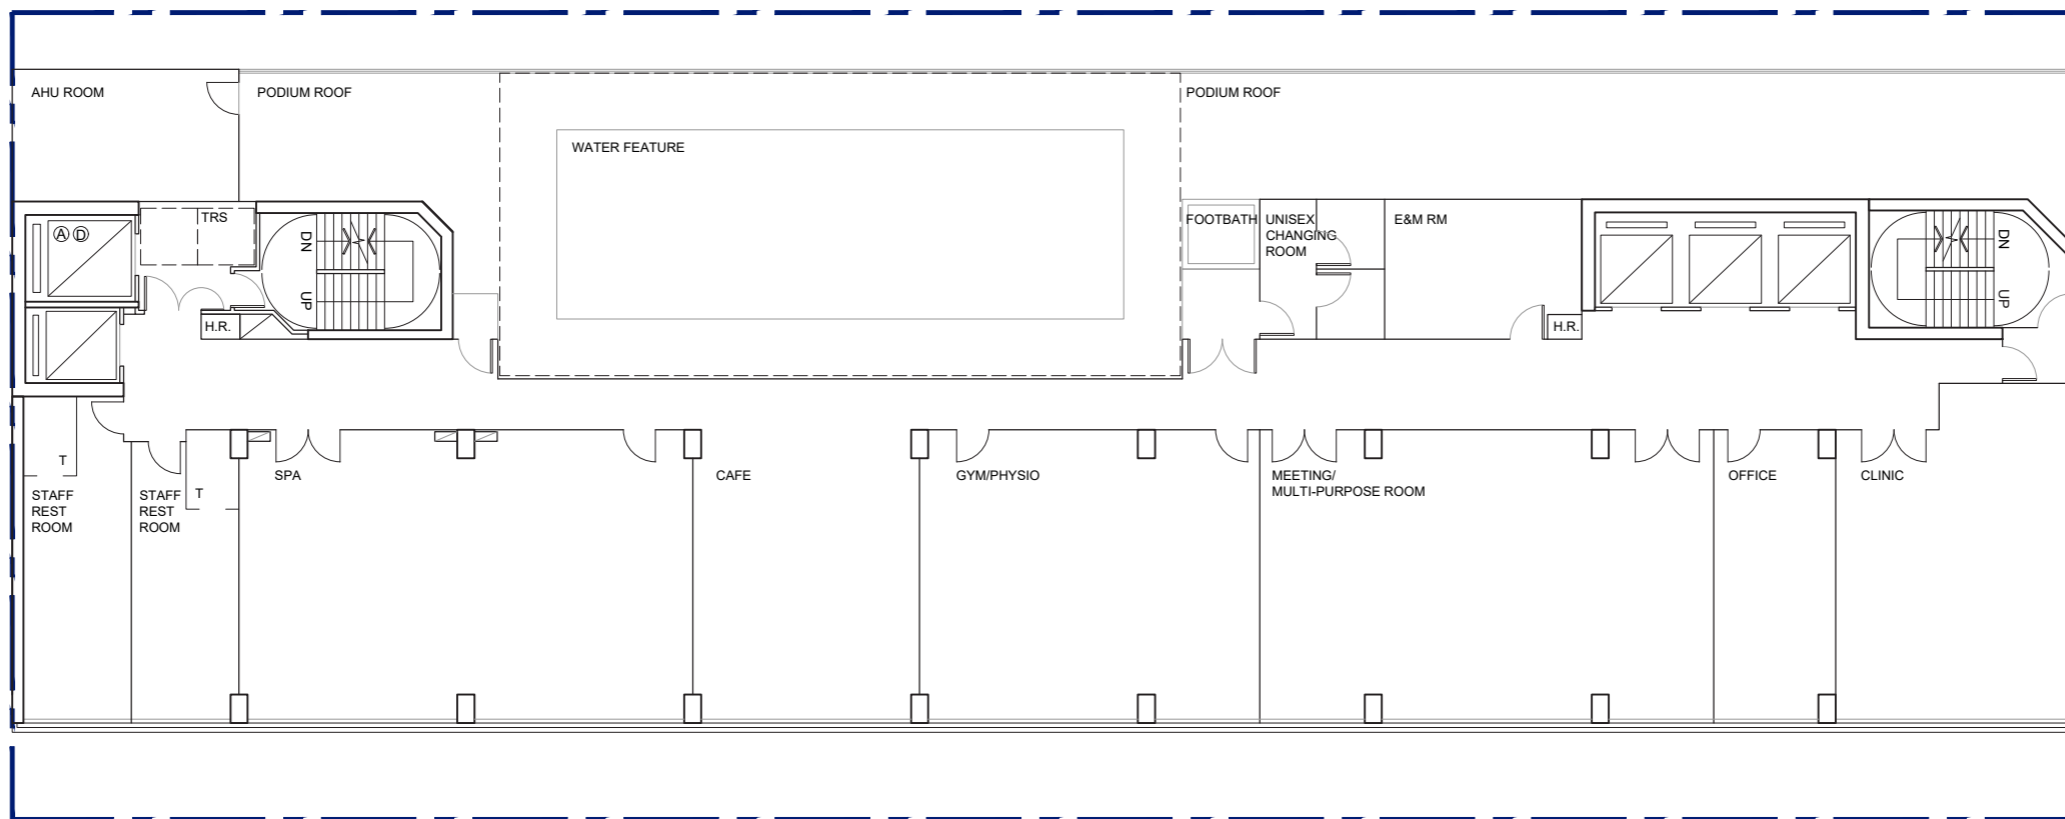 AHU ROOM
PODIUM ROOF
PODIUM ROOF
WATER FEATURE
TRS
FOOTBATH
UNISEX
CHANGING
ROOM
E&M RM
A D
DN
UP
DN
UP
H.R.
H.R.
T
STAFF
REST
ROOM
T
STAFF
REST
ROOM
SPA
CAFE
GYM/PHYSIO
MEETING/
MULTI-PURPOSE ROOM
OFFICE
CLINIC